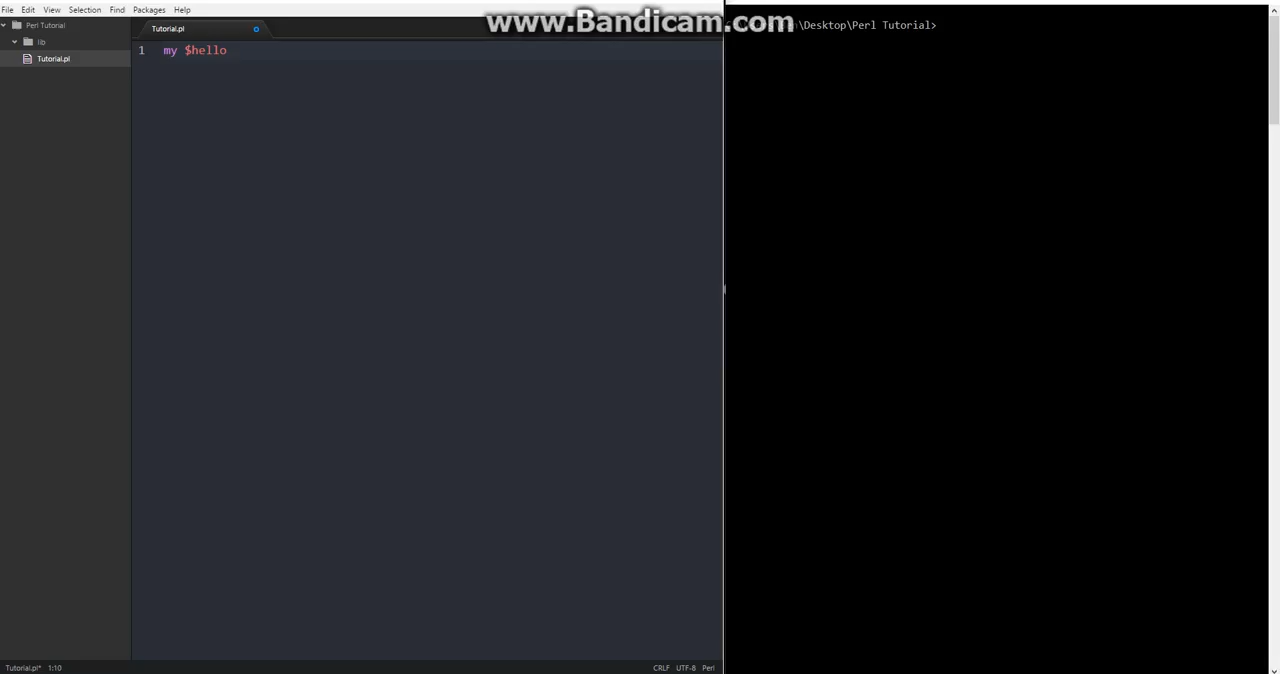 File Edit View Selection Find Packages Help
www.Bandicam.com
Perl Tutorial
lib
Tutorial.pl
Tutorial.pl
1 my $hello
\Desktop\Perl Tutorial>
Tutorial.pl* 1:10
CRLF UTF-8 Perl